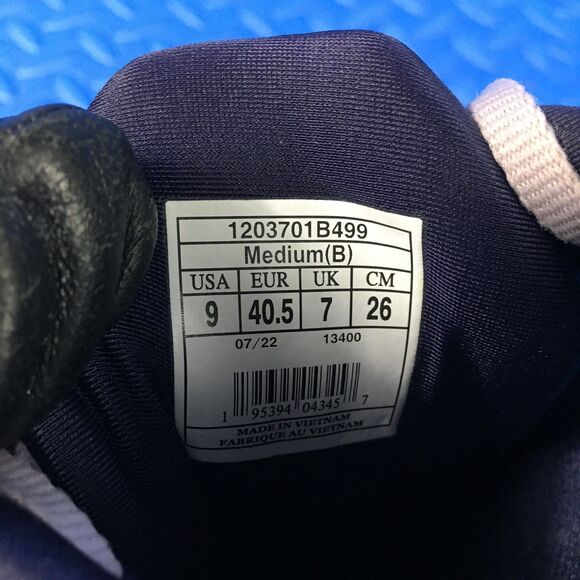 1203701B499
Medium(B)
USA EUR UK CM
9 40.5 7 26
07/22 13400
1 95394 04345 7
MADE IN VIETNAM
FABRIQUE AU VIETNAM